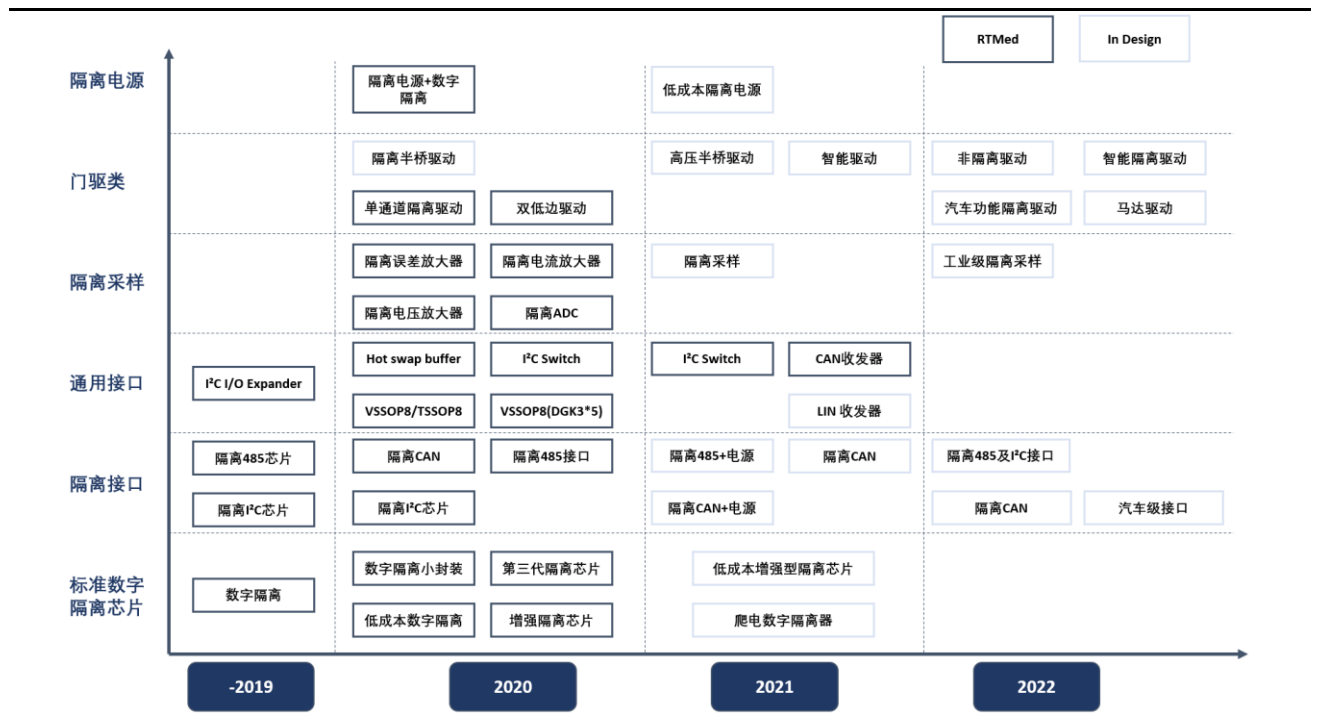 RTMed
In Design
隔离电源
隔离电源+数字
隔离
低成本隔离电源
门驱类
隔离半桥驱动
高压半桥驱动
智能驱动
非隔离驱动
智能隔离驱动
单通道隔离驱动
双低边驱动
汽车功能隔离驱动
马达驱动
隔离采样
隔离误差放大器
隔离电流放大器
隔离采样
工业级隔离采样
隔离电压放大器
隔离ADC
通用接口
I²C I/O Expander
Hot swap buffer
I²C Switch
I²C Switch
CAN收发器
VSSOP8/TSSOP8
VSSOP8(DGK3*5)
LIN 收发器
隔离接口
隔离485芯片
隔离CAN
隔离485接口
隔离485+电源
隔离CAN
隔离485及I²C接口
隔离I²C芯片
隔离I²C芯片
隔离CAN+电源
隔离CAN
汽车级接口
标准数字
隔离芯片
数字隔离
数字隔离小封装
第三代隔离芯片
低成本增强型隔离芯片
低成本数字隔离
增强隔离芯片
爬电数字隔离器
-2019
2020
2021
2022